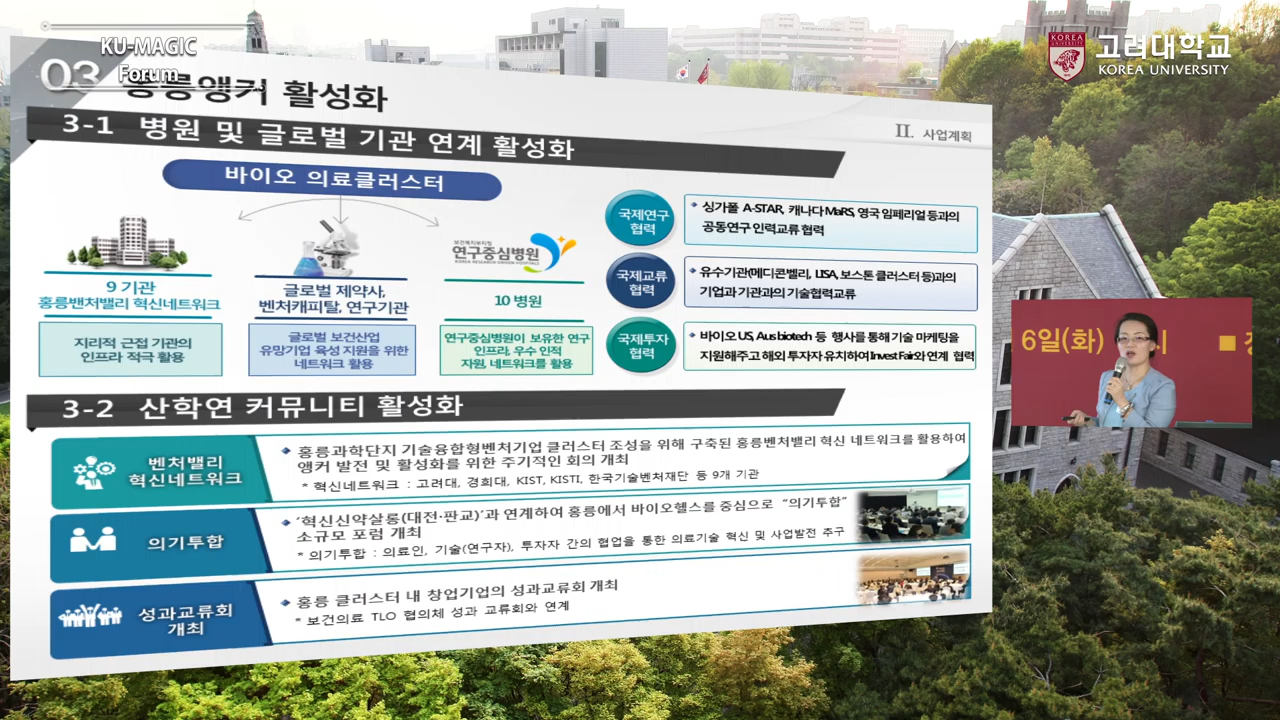 KU-MAGIC
Forum
KOREA
고려대학교
KOREA UNIVERSITY
03 홍릉앵커 활성화
II. 사업계획
3-1 병원 및 글로벌 기관 연계 활성화
바이오 의료클러스터
9 기관
홍릉밴처밸리 혁신네트워크
지리적 근접 기관의
인프라 적극 활용
글로벌 제약사,
벤처캐피탈, 연구기관
글로벌 보건산업
유망기업 육성 지원을 위한
네트워크 활용
보건복지부지정
연구중심병원
KOREA RESEARCH-DRIVEN HOSPITALS
10 병원
연구중심병원이 보유한 연구
인프라, 우수 인적
자원, 네트워크를 활용
국제연구
협력
싱가폴 A-STAR, 캐나다 MaRS, 영국 임페리얼 등과의
공동연구 인력교류 협력
국제교류
협력
유수기관(메디콘벨리, LISA, 보스톤 클러스터 등)과의
기업과 기관과의 기술협력교류
국제투자
협력
바이오 US, Aus biotech 등 행사를 통해 기술 마케팅을
지원해주고 해외 투자자 유치하여 Invest Fair와 연계 협력
3-2 산학연 커뮤니티 활성화
벤처밸리
혁신네트워크
홍릉과학단지 기술융합형벤처기업 클러스터 조성을 위해 구축된 홍릉벤처밸리 혁신 네트워크를 활용하여
앵커 발전 및 활성화를 위한 주기적인 회의 개최
* 혁신네트워크 : 고려대, 경희대, KIST, KISTI, 한국기술벤처재단 등 9개 기관
의기투합
‘혁신신약살롱(대전·판교)’과 연계하여 홍릉에서 바이오헬스를 중심으로 “의기투합”
소규모 포럼 개최
* 의기투합 : 의료인, 기술(연구자), 투자자 간의 협업을 통한 의료기술 혁신 및 사업발전 추구
성과교류회
개최
홍릉 클러스터 내 창업기업의 성과교류회 개최
* 보건의료 TLO 협의체 성과 교류회와 연계
6일(화)